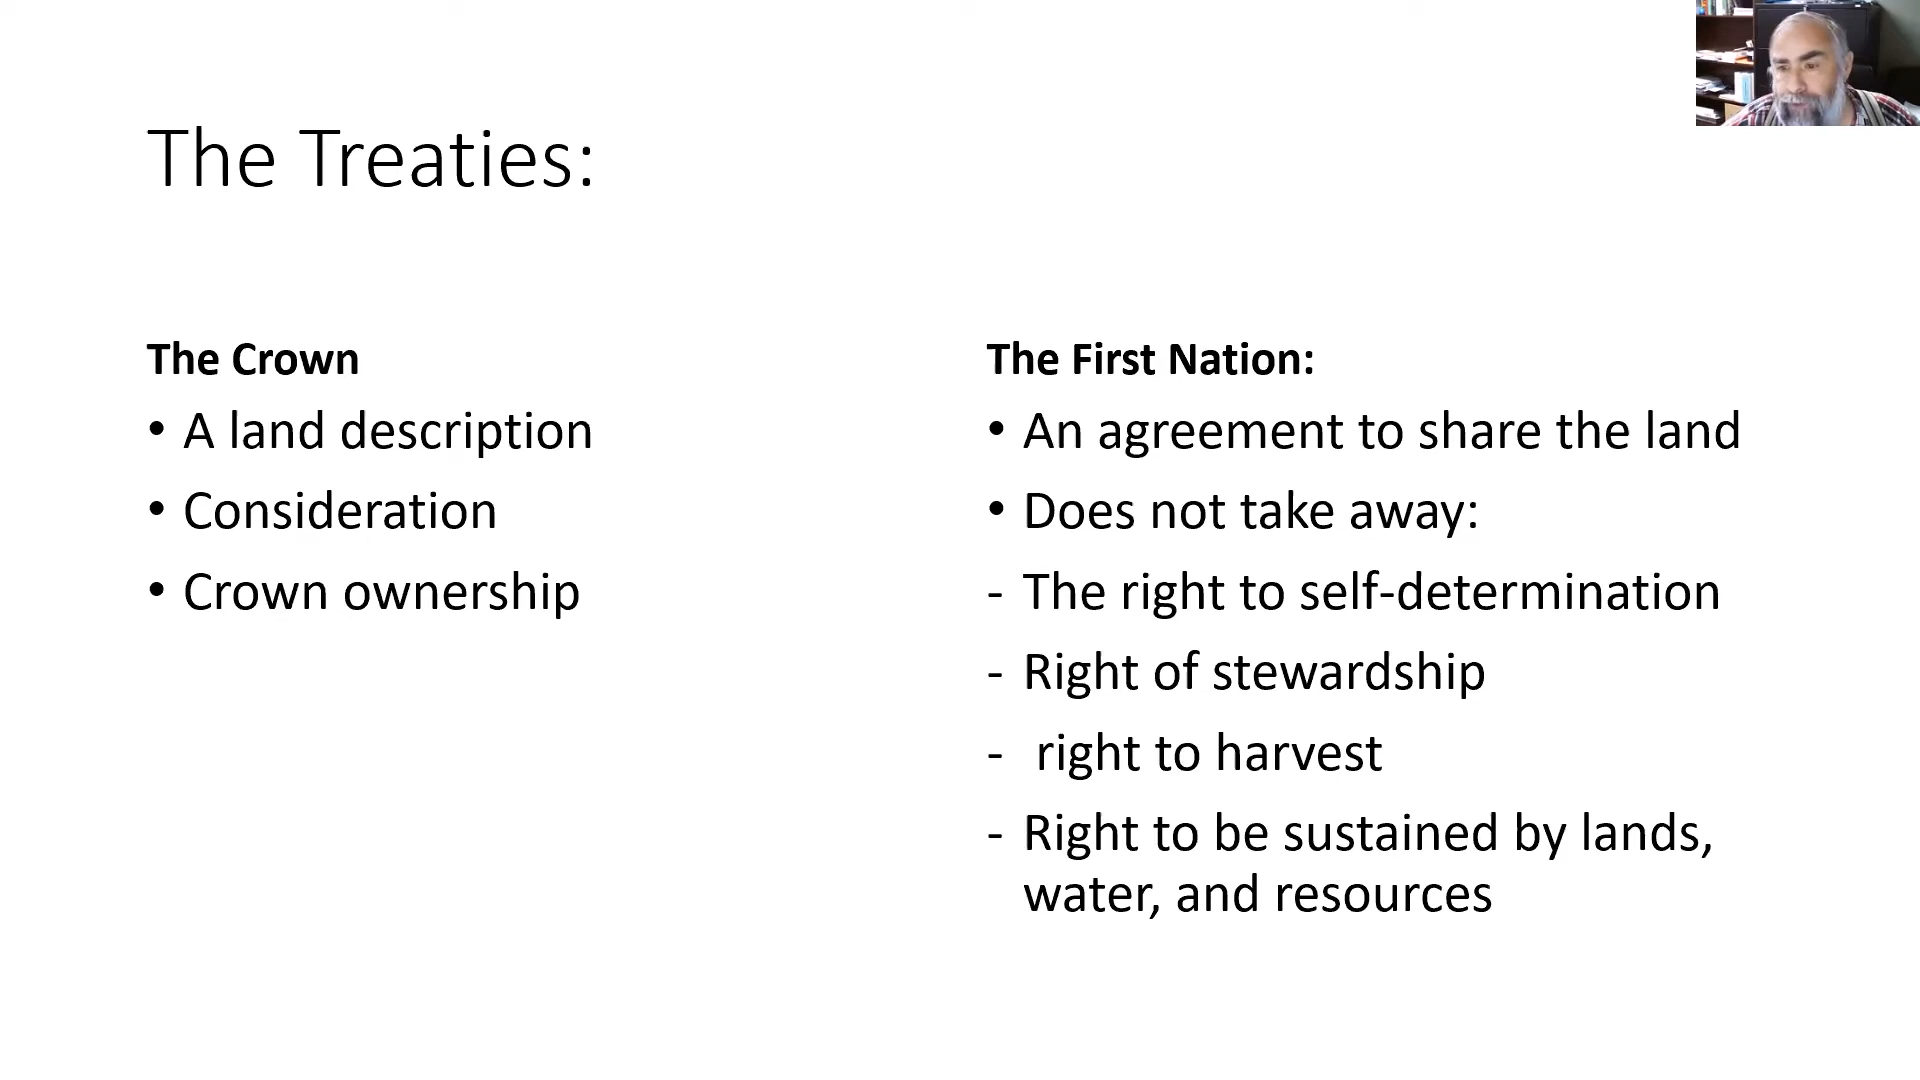 The Treaties:
The Crown
• A land description
• Consideration
• Crown ownership
The First Nation:
• An agreement to share the land
• Does not take away:
- The right to self-determination
- Right of stewardship
- right to harvest
- Right to be sustained by lands,
water, and resources